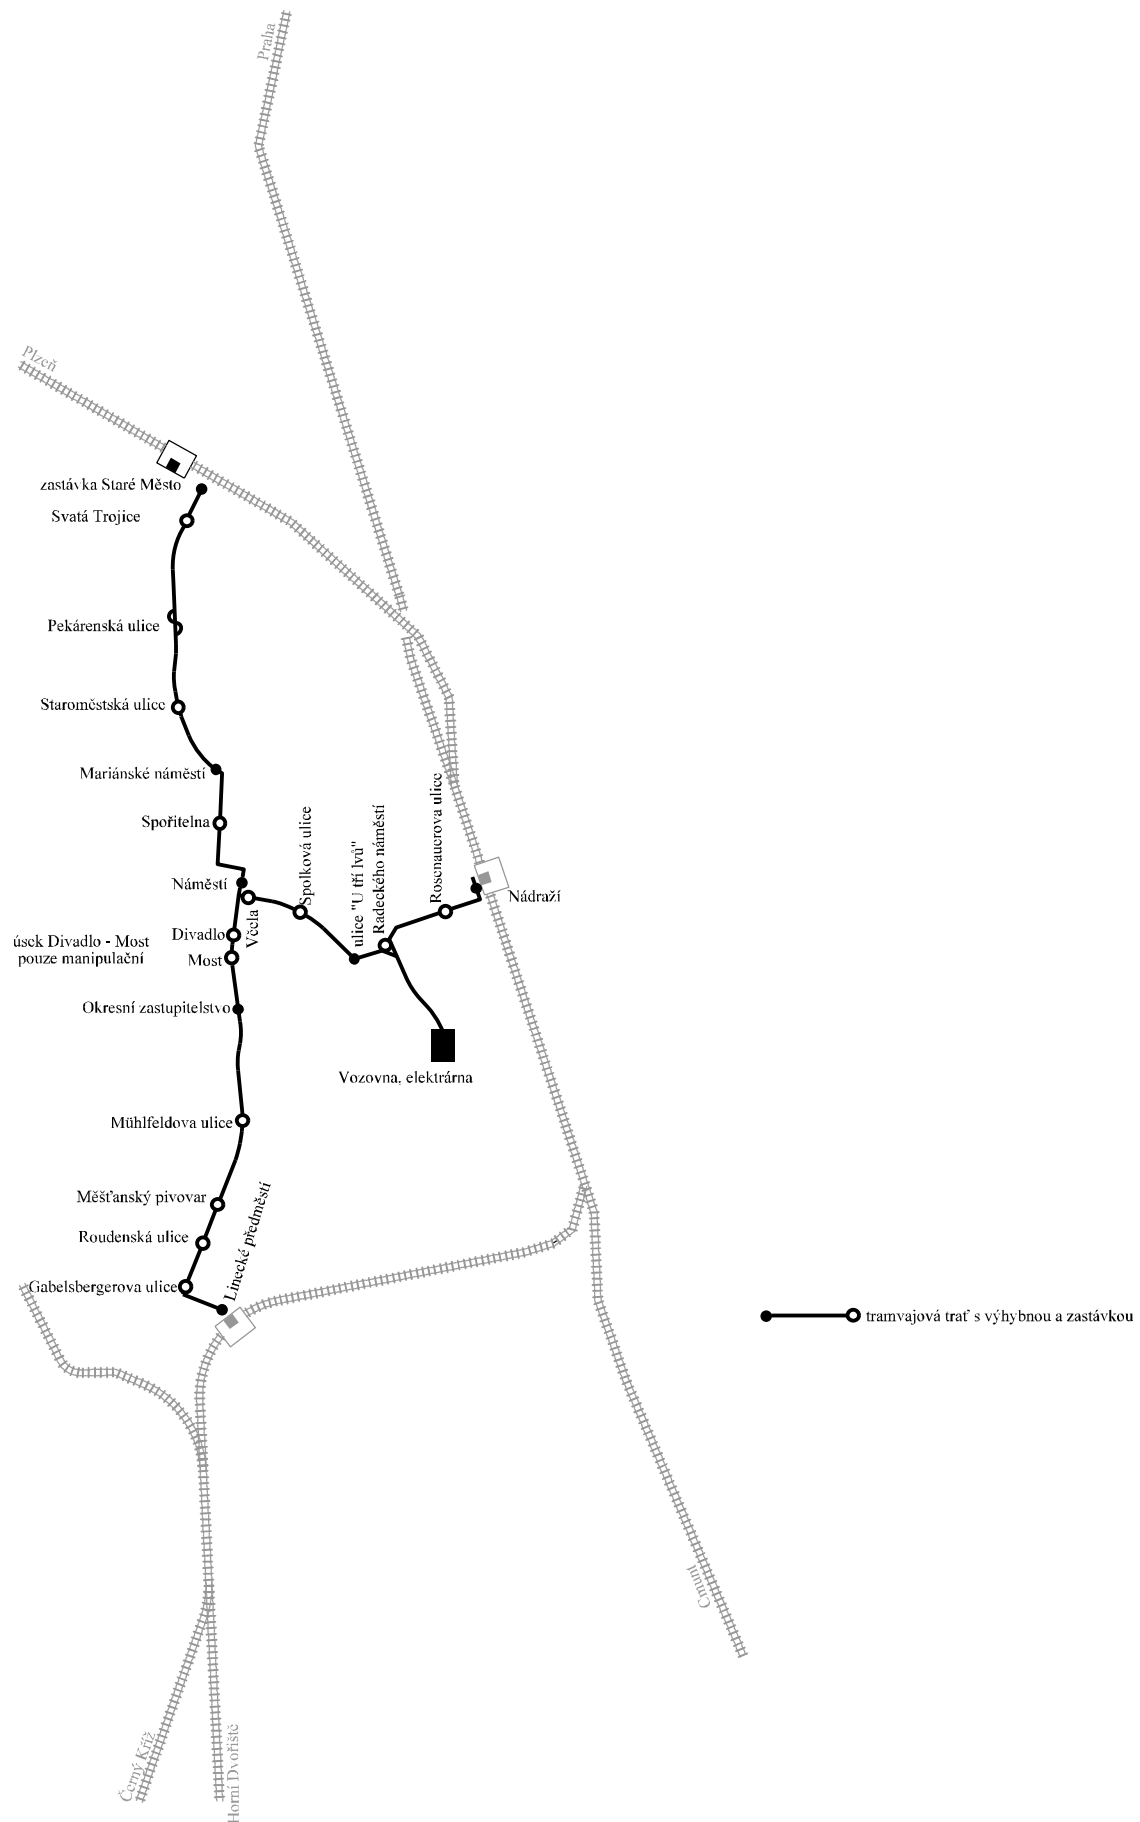 Praha
Plzeň
zastávka Staré Město
Svatá Trojice
Pekárenská ulice
Staroměstská ulice
Mariánské náměstí
Spořitelna
Náměstí
Včela
Spolková ulice
ulice "U tří lvů"
Radeckého náměstí
Rosenauerova ulice
Nádraží
Divadlo
úsek Divadlo - Most
pouze manipulační
Most
Okresní zastupitelstvo
Vozovna, elektrárna
Mühlfeldova ulice
Měšťanský pivovar
Roudenská ulice
Linecké předměstí
Gabelsbergerova ulice
tramvajová trať s výhybnou a zastávkou
Gmünd
Černý Kříž
Horní Dvořiště